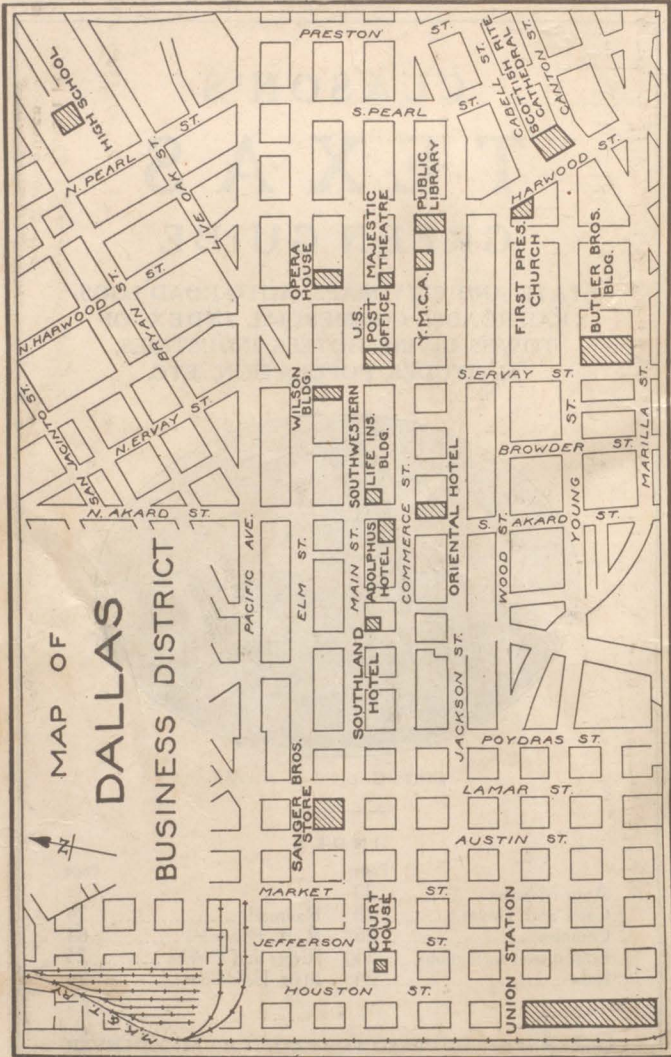 MAP OF
DALLAS
BUSINESS DISTRICT
N
HIGH SCHOOL
N. PEARL ST.
LIVE OAK ST.
N. HARWOOD ST.
BRYAN ST.
SAN JACINTO ST.
N. ERVAY ST.
N. AKARD ST.
PACIFIC AVE.
ELM ST.
MAIN ST.
COMMERCE ST.
JACKSON ST.
WOOD ST.
YOUNG ST.
MARILLA ST.
CANTON ST.
CABELL ST.
PRESTON ST.
S. PEARL ST.
HARWOOD ST.
S. ERVAY ST.
BROWDER ST.
S. AKARD ST.
POYDRAS ST.
LAMAR ST.
AUSTIN ST.
MARKET ST.
JEFFERSON ST.
HOUSTON ST.
M. K. & T. RY.
SCOTTISH RITE
CATHEDRAL
PUBLIC
LIBRARY
MAJESTIC
THEATRE
OPERA
HOUSE
U.S.
POST
OFFICE
Y.M.C.A.
FIRST PRES.
CHURCH
BUTLER BROS.
BLDG.
WILSON
BLDG.
SOUTHWESTERN
LIFE INS.
BLDG.
ADOLPHUS
HOTEL
ORIENTAL HOTEL
SOUTHLAND
HOTEL
SANGER BROS.
STORE
COURT
HOUSE
UNION STATION